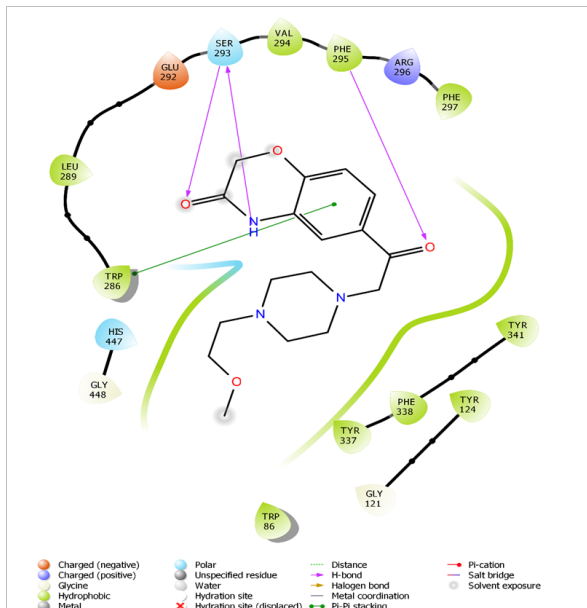 SER
293
VAL
294
PHE
295
ARG
296
PHE
297
GLU
292
LEU
289
TRP
286
O
O
N
H
O
N
N
O
HIS
447
GLY
448
TYR
341
PHE
338
TYR
124
TYR
337
GLY
121
TRP
86
Charged (negative)
Charged (positive)
Glycine
Hydrophobic
Metal
Polar
Unspecified residue
Water
Hydration site
Hydration site (displaced)
Distance
H-bond
Halogen bond
Metal coordination
Pi-Pi stacking
Pi-cation
Salt bridge
Solvent exposure